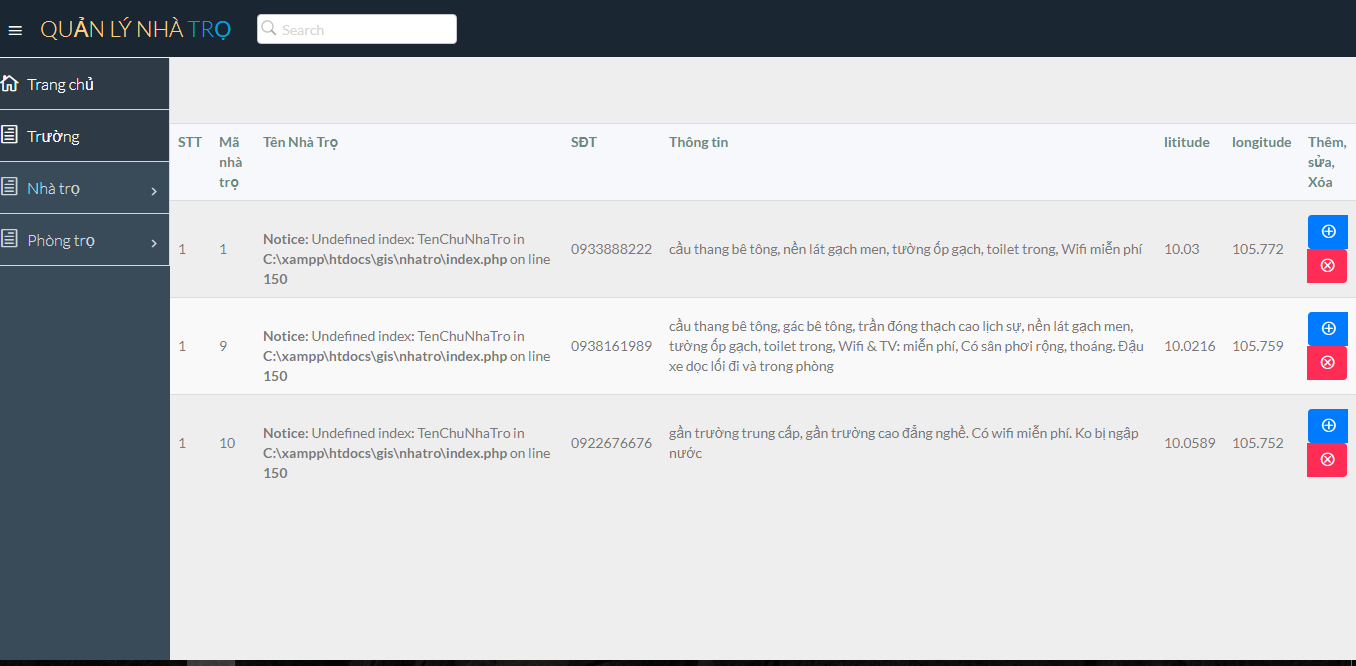 QUẢN LÝ NHÀ TRỌ
Search
Trang chủ
Trường
Nhà trọ
Phòng trọ
STT
Mã
nhà
trọ
Tên Nhà Trọ
SĐT
Thông tin
lititude
longitude
Thêm,
sửa,
Xóa
1
1
Notice: Undefined index: TenChuNhaTro in
C:\xampp\htdocs\gis\nhatro\index.php on line
150
0933888222
cầu thang bê tông, nền lát gạch men, tường ốp gạch, toilet trong, Wifi miễn phí
10.03
105.772
1
9
Notice: Undefined index: TenChuNhaTro in
C:\xampp\htdocs\gis\nhatro\index.php on line
150
0938161989
cầu thang bê tông, gác bê tông, trần đóng thạch cao lịch sự, nền lát gạch men,
tường ốp gạch, toilet trong, Wifi & TV: miễn phí, Có sân phơi rộng, thoáng. Đậu
xe dọc lối đi và trong phòng
10.0216
105.759
1
10
Notice: Undefined index: TenChuNhaTro in
C:\xampp\htdocs\gis\nhatro\index.php on line
150
0922676676
gần trường trung cấp, gần trường cao đẳng nghề. Có wifi miễn phí. Ko bị ngập
nước
10.0589
105.752